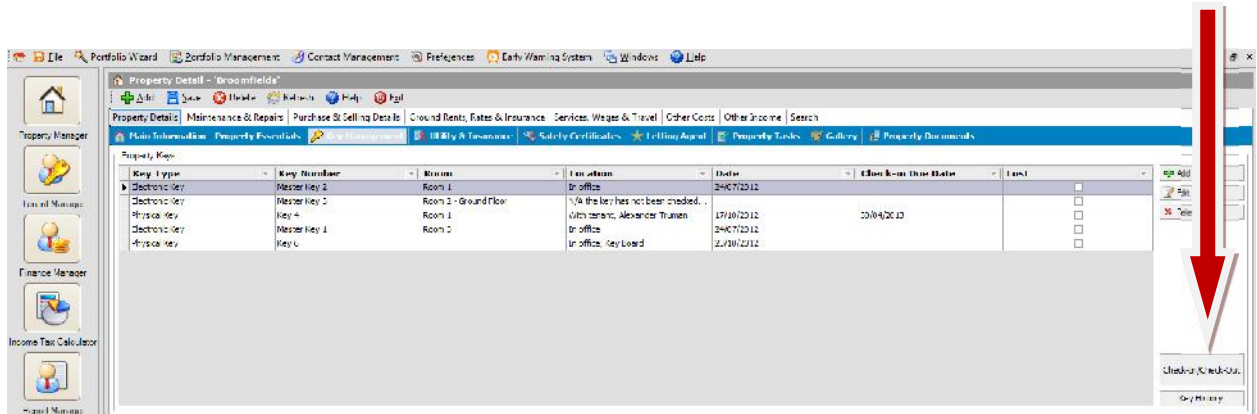 File Portfolio Wizard Portfolio Management Contact Management Preferences Early Warning System Windows Help
Property Detail - "Broomfields"
Add Save Delete Refresh Help Exit
Property Details Maintenance & Repairs Purchase & Selling Details Ground Rents, Rates & Insurance Services, Wages & Travel Other Costs Other Income Search
Main Information Property Essentials Key Management Utility & Insurance Safety Certificates Letting Agent Property Tasks Gallery Property Documents
Property Keys
Key Type Key Number Room Location Date Check-in Due Date Lost
Electronic Key Master Key 2 Room 1 In office 24/07/2012
Electronic Key Master Key 3 Room 2 - Ground Floor N/A the key has not been checked...
Physical Key Key 4 Room 1 With tenant, Alexander Truman 17/10/2012 30/04/2013
Electronic Key Master Key 1 Room 3 In office 24/07/2012
Physical Key Key 6 In office, Key Board
Add
Edit
Property Manager
Tenant Manager
Finance Manager
Income Tax Calculator
Report Manager
Check-in/Check-Out
Key History